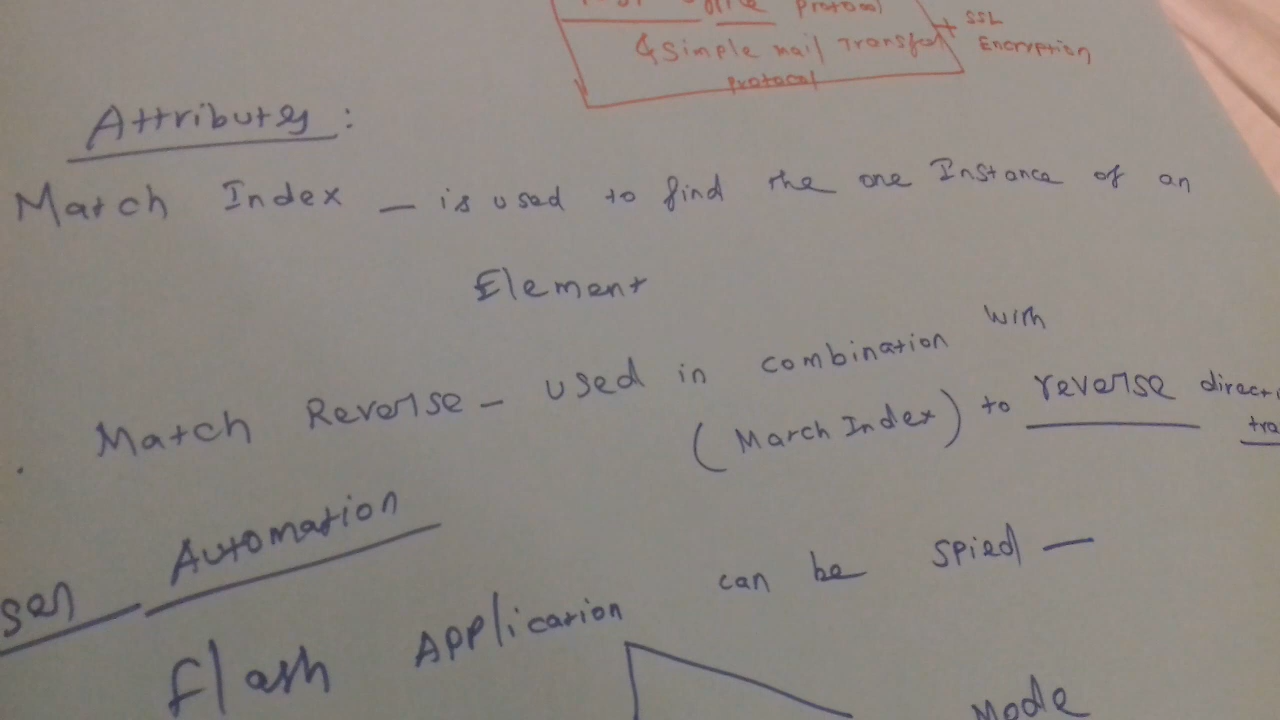 Office Protocol
& Simple mail Transfer + SSL
Protocol Encryption
Attributes :
Match Index – is used to find the one Instance of an
Element
Match Reverse – used in combination with
(March Index) to reverse
Automation
Flash Application can be spied –
Mode